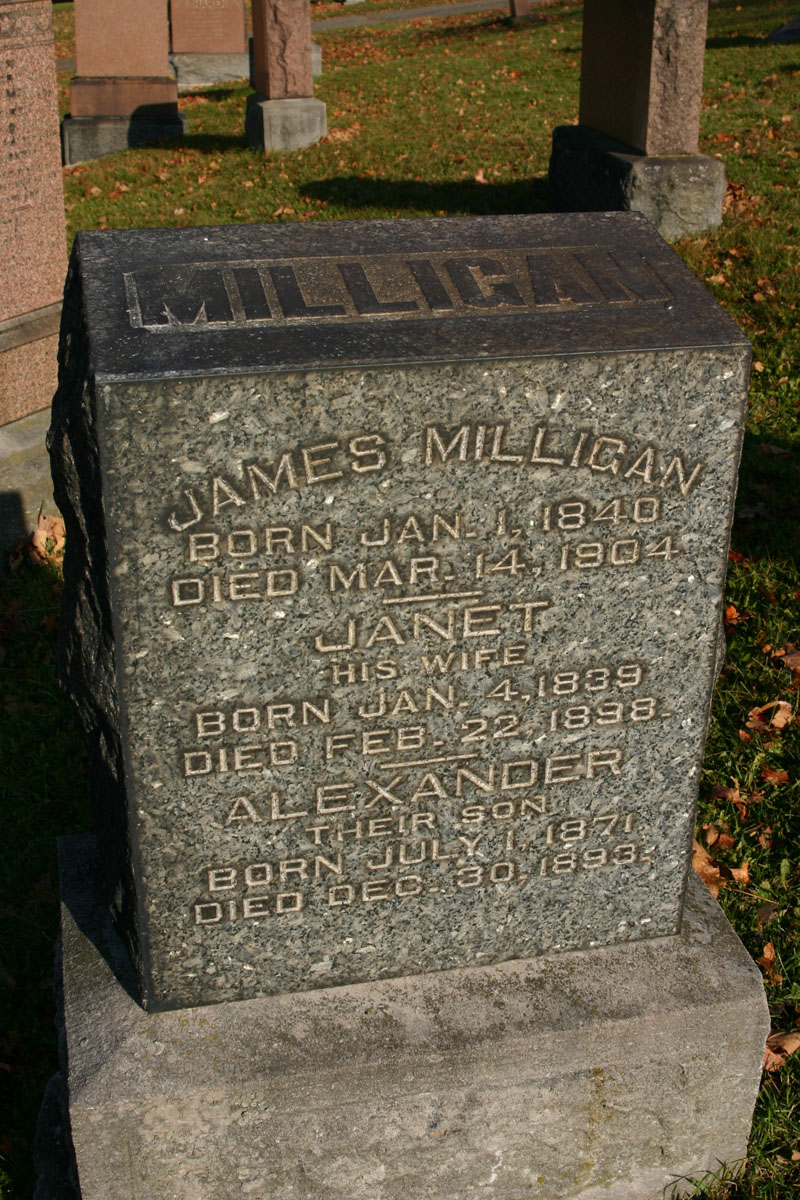 MILLIGAN
JAMES MILLIGAN
BORN JAN. 1, 1840
DIED MAR. 14, 1904
JANET
HIS WIFE
BORN JAN. 4, 1839
DIED FEB. 22, 1898.
ALEXANDER
THEIR SON
BORN JULY 1, 1871.
DIED DEC. 30, 1893.